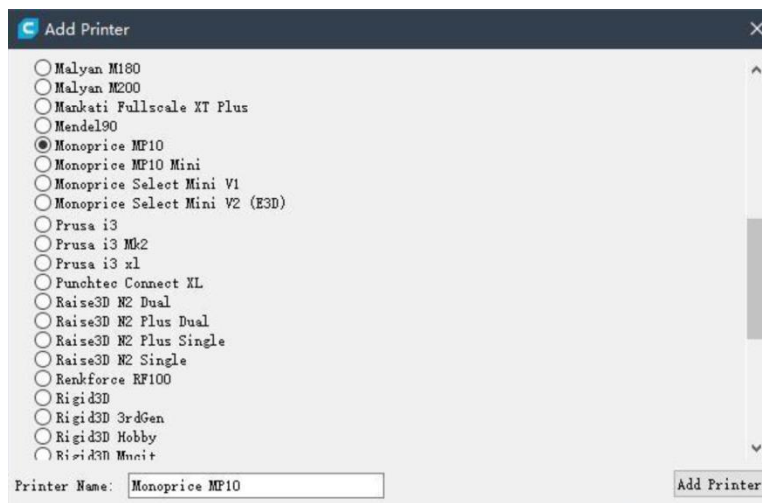 Add Printer
Malyan M180
Malyan M200
Mankati Fullscale XT Plus
Mendel90
Monoprice MP10
Monoprice MP10 Mini
Monoprice Select Mini V1
Monoprice Select Mini V2 (E3D)
Prusa i3
Prusa i3 Mk2
Prusa i3 xl
Punchtec Connect XL
Raise3D N2 Dual
Raise3D N2 Plus Dual
Raise3D N2 Plus Single
Raise3D N2 Single
Renkforce RF100
Rigid3D
Rigid3D 3rdGen
Rigid3D Hobby
Rigid3D Mucit
Printer Name: Monoprice MP10 Add Printer